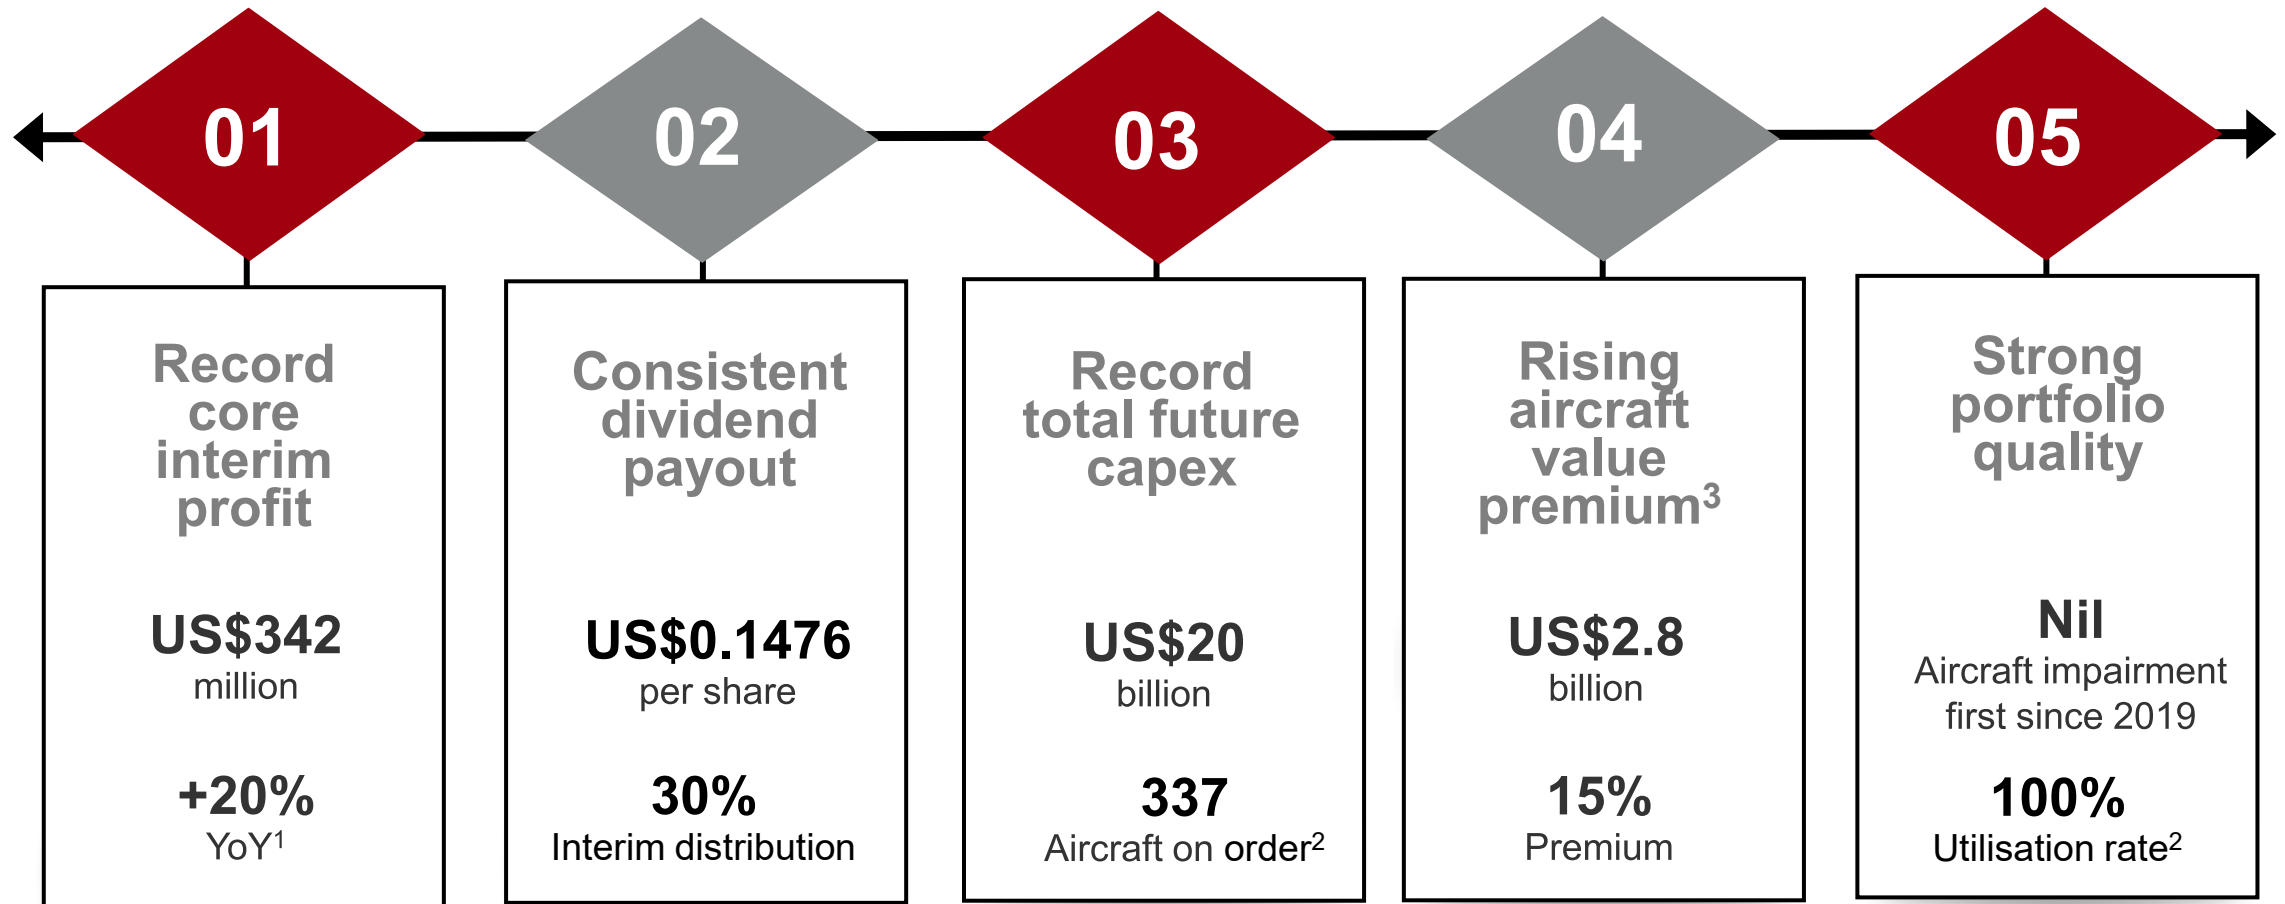 01
Record
core
interim
profit
US$342
million
+20%
YoY¹
02
Consistent
dividend
payout
US$0.1476
per share
30%
Interim distribution
03
Record
total future
capex
US$20
billion
337
Aircraft on order²
04
Rising
aircraft
value
premium³
US$2.8
billion
15%
Premium
05
Strong
portfolio
quality
Nil
Aircraft impairment
first since 2019
100%
Utilisation rate²